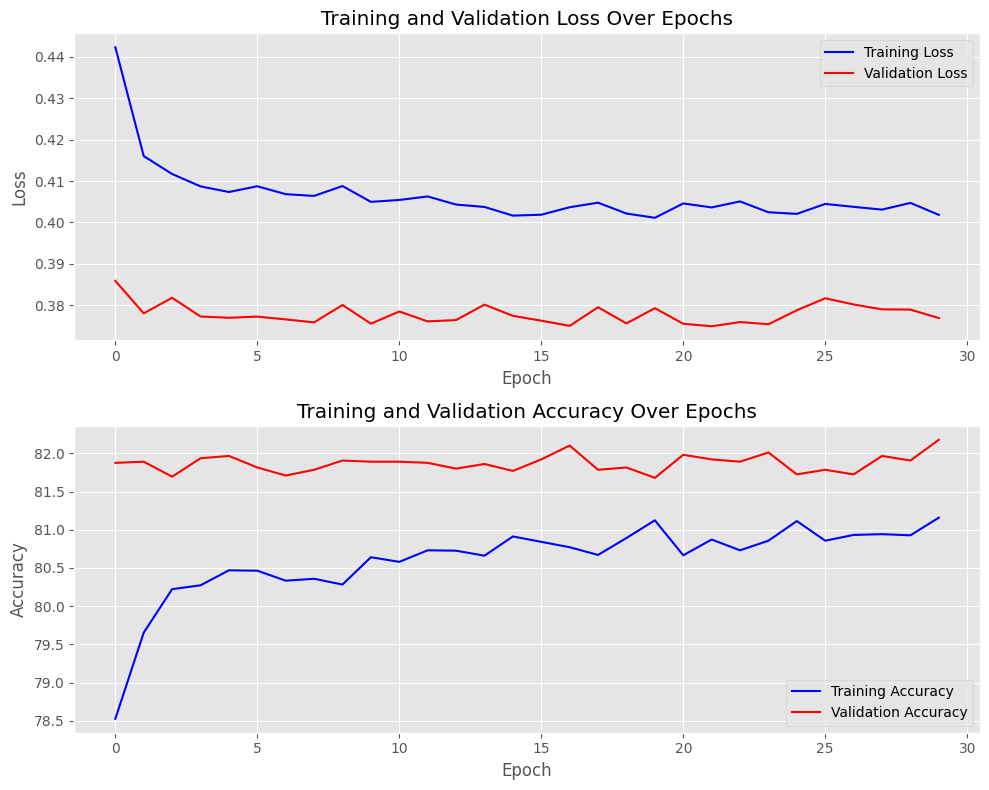 Training and Validation Loss Over Epochs
0.44
0.43
0.42
0.41
0.40
0.39
0.38
Loss
Training Loss
Validation Loss
0 5 10 15 20 25 30
Epoch
Training and Validation Accuracy Over Epochs
82.0
81.5
81.0
80.5
80.0
79.5
79.0
78.5
Accuracy
Training Accuracy
Validation Accuracy
0 5 10 15 20 25 30
Epoch